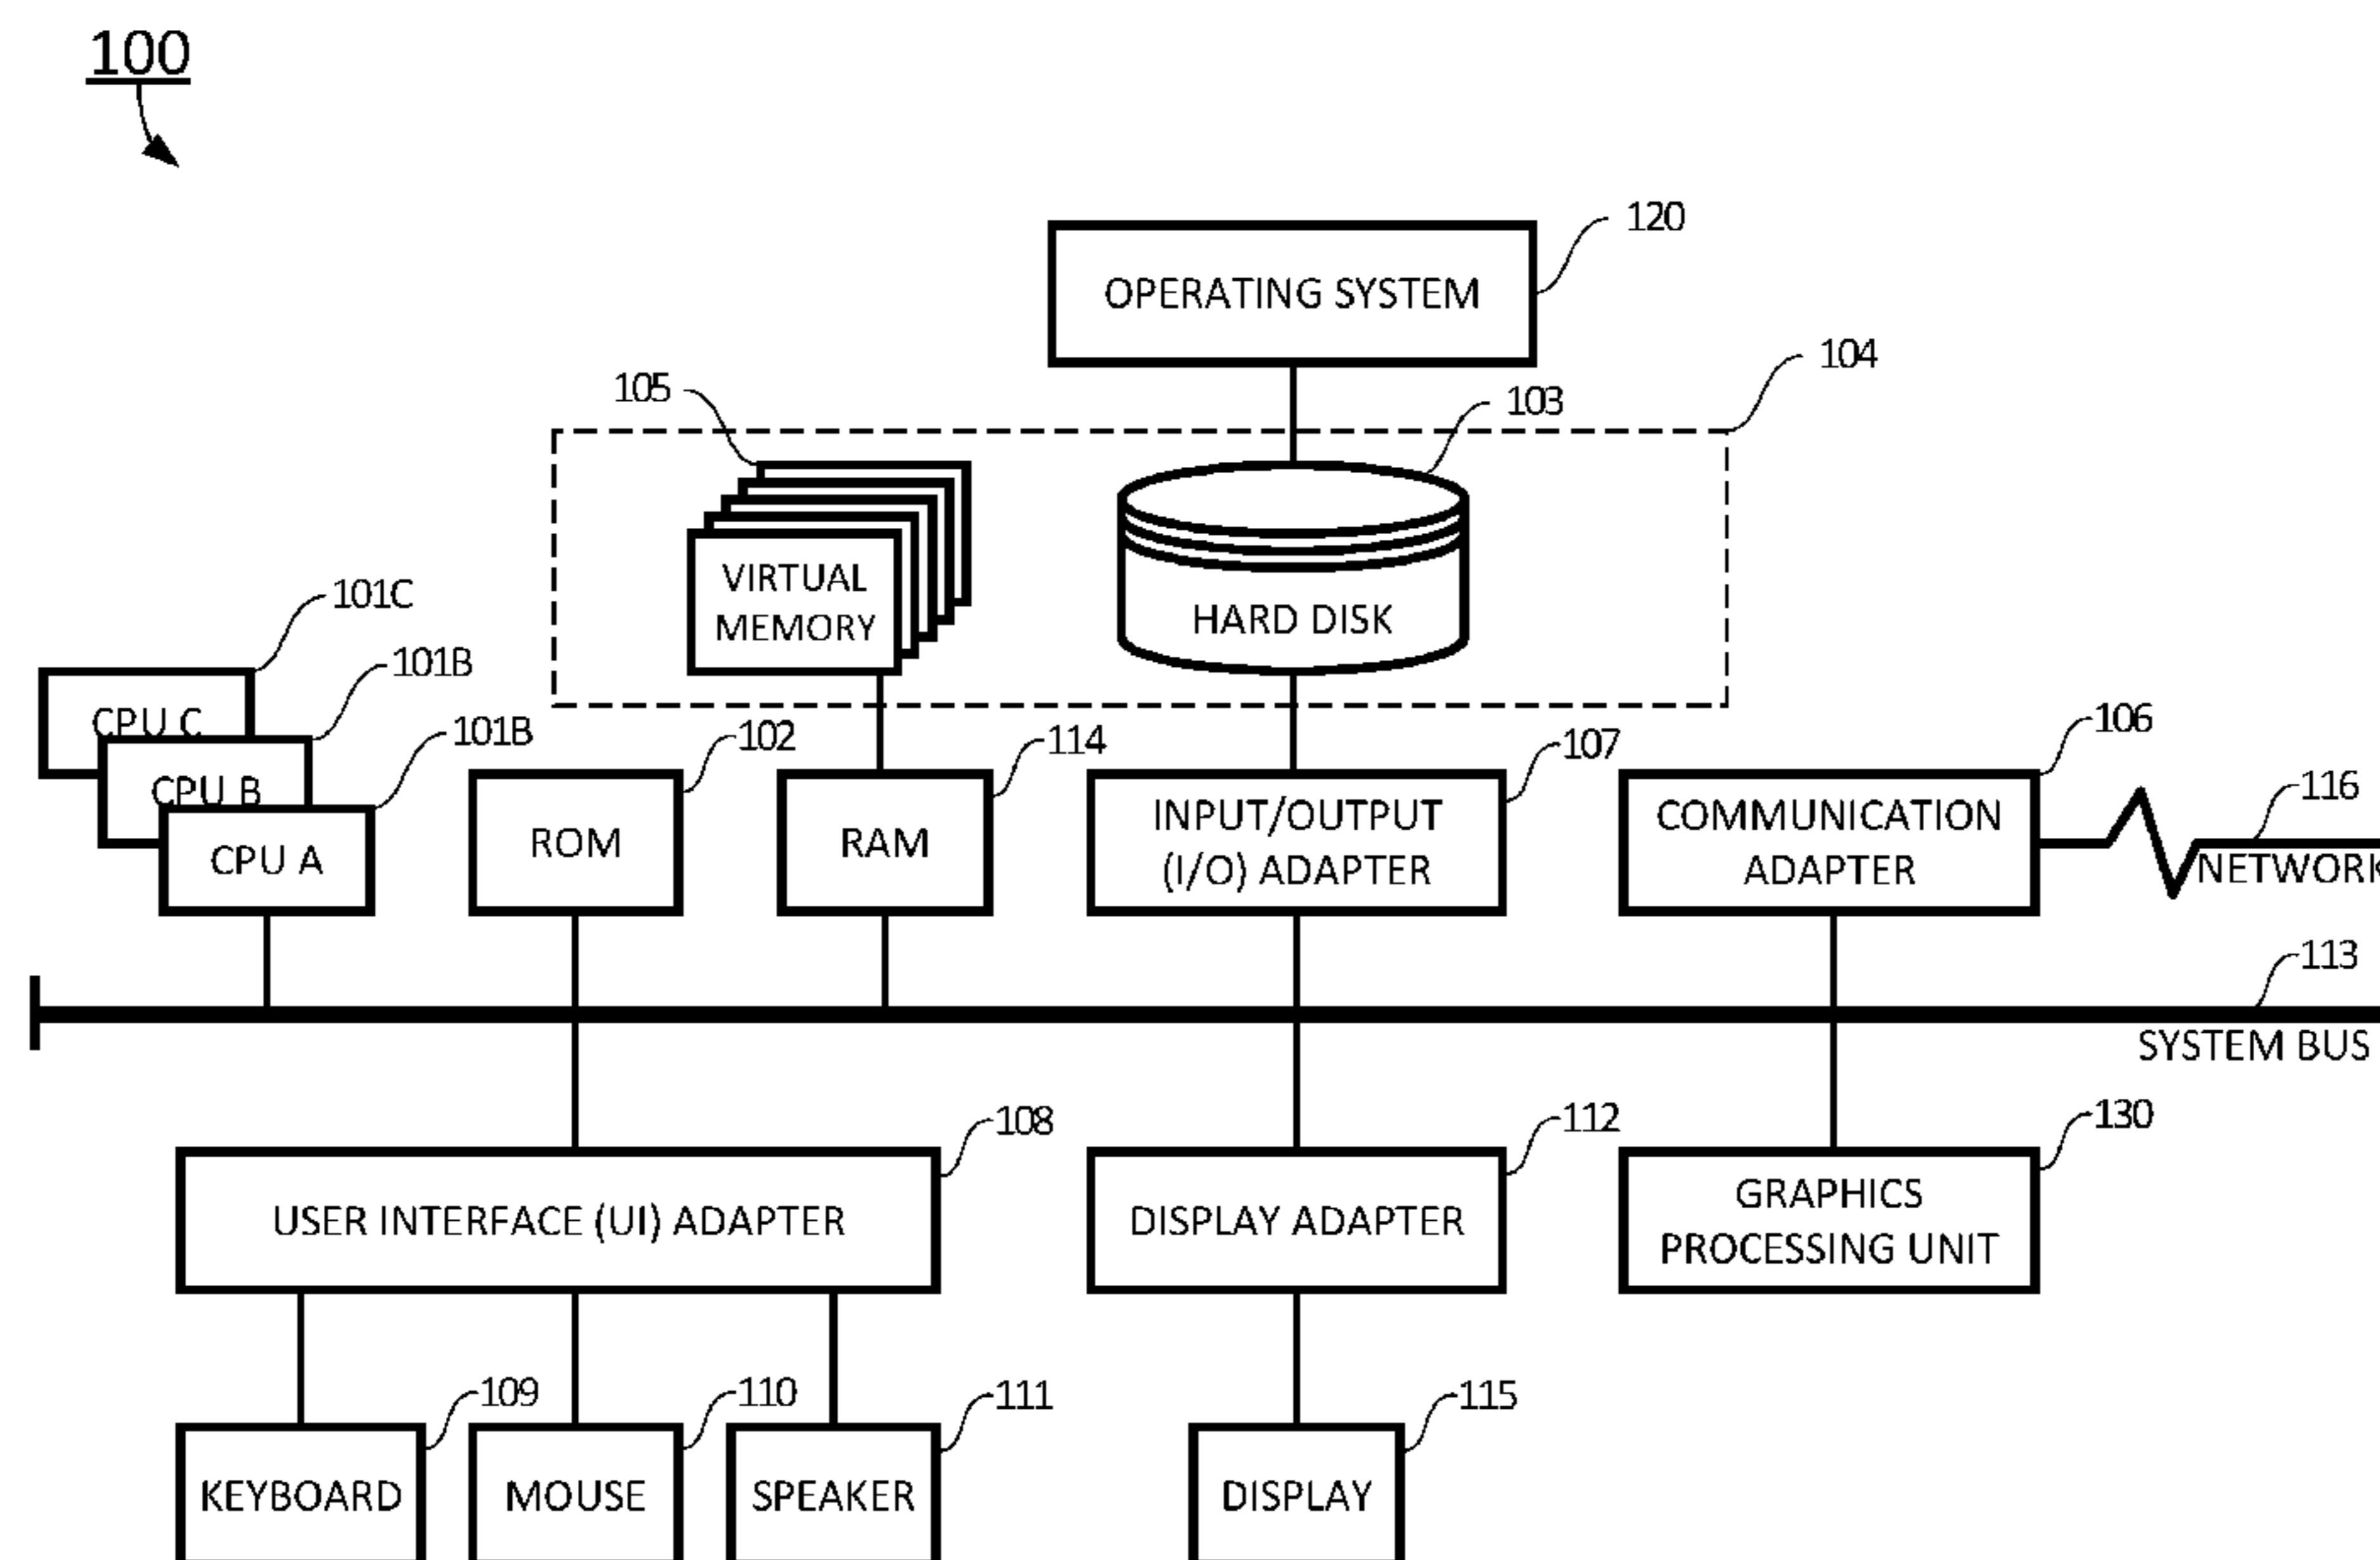 100
120
OPERATING SYSTEM
104
105
103
VIRTUAL
MEMORY
HARD DISK
101C
101B
101B
CPU C
CPU B
CPU A
102
ROM
114
RAM
107
INPUT/OUTPUT
(I/O) ADAPTER
106
COMMUNICATION
ADAPTER
116
NETWORK
113
SYSTEM BUS
108
USER INTERFACE (UI) ADAPTER
112
DISPLAY ADAPTER
130
GRAPHICS
PROCESSING UNIT
109
KEYBOARD
110
MOUSE
111
SPEAKER
115
DISPLAY